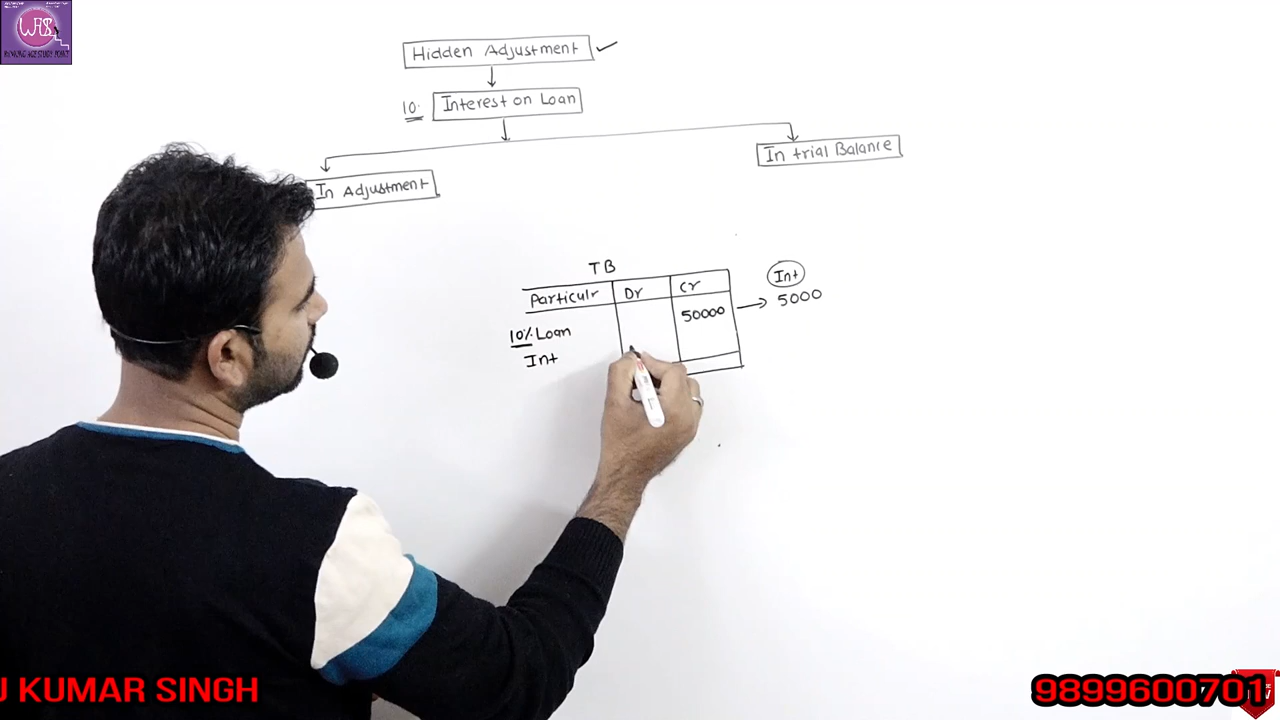 WAS
Hidden Adjustment
10.
Interest on Loan
In trial Balance
In Adjustment
TB
Particulr Dr Cr
Int
50000 5000
10% Loan
Int
J KUMAR SINGH
9899600701